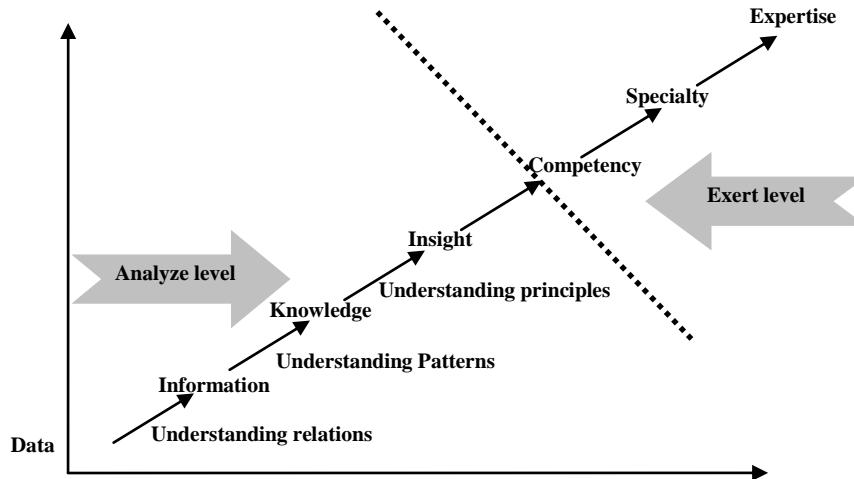 Expertise
Specialty
Competency
Exert level
Insight
Analyze level
Understanding principles
Knowledge
Understanding Patterns
Information
Understanding relations
Data